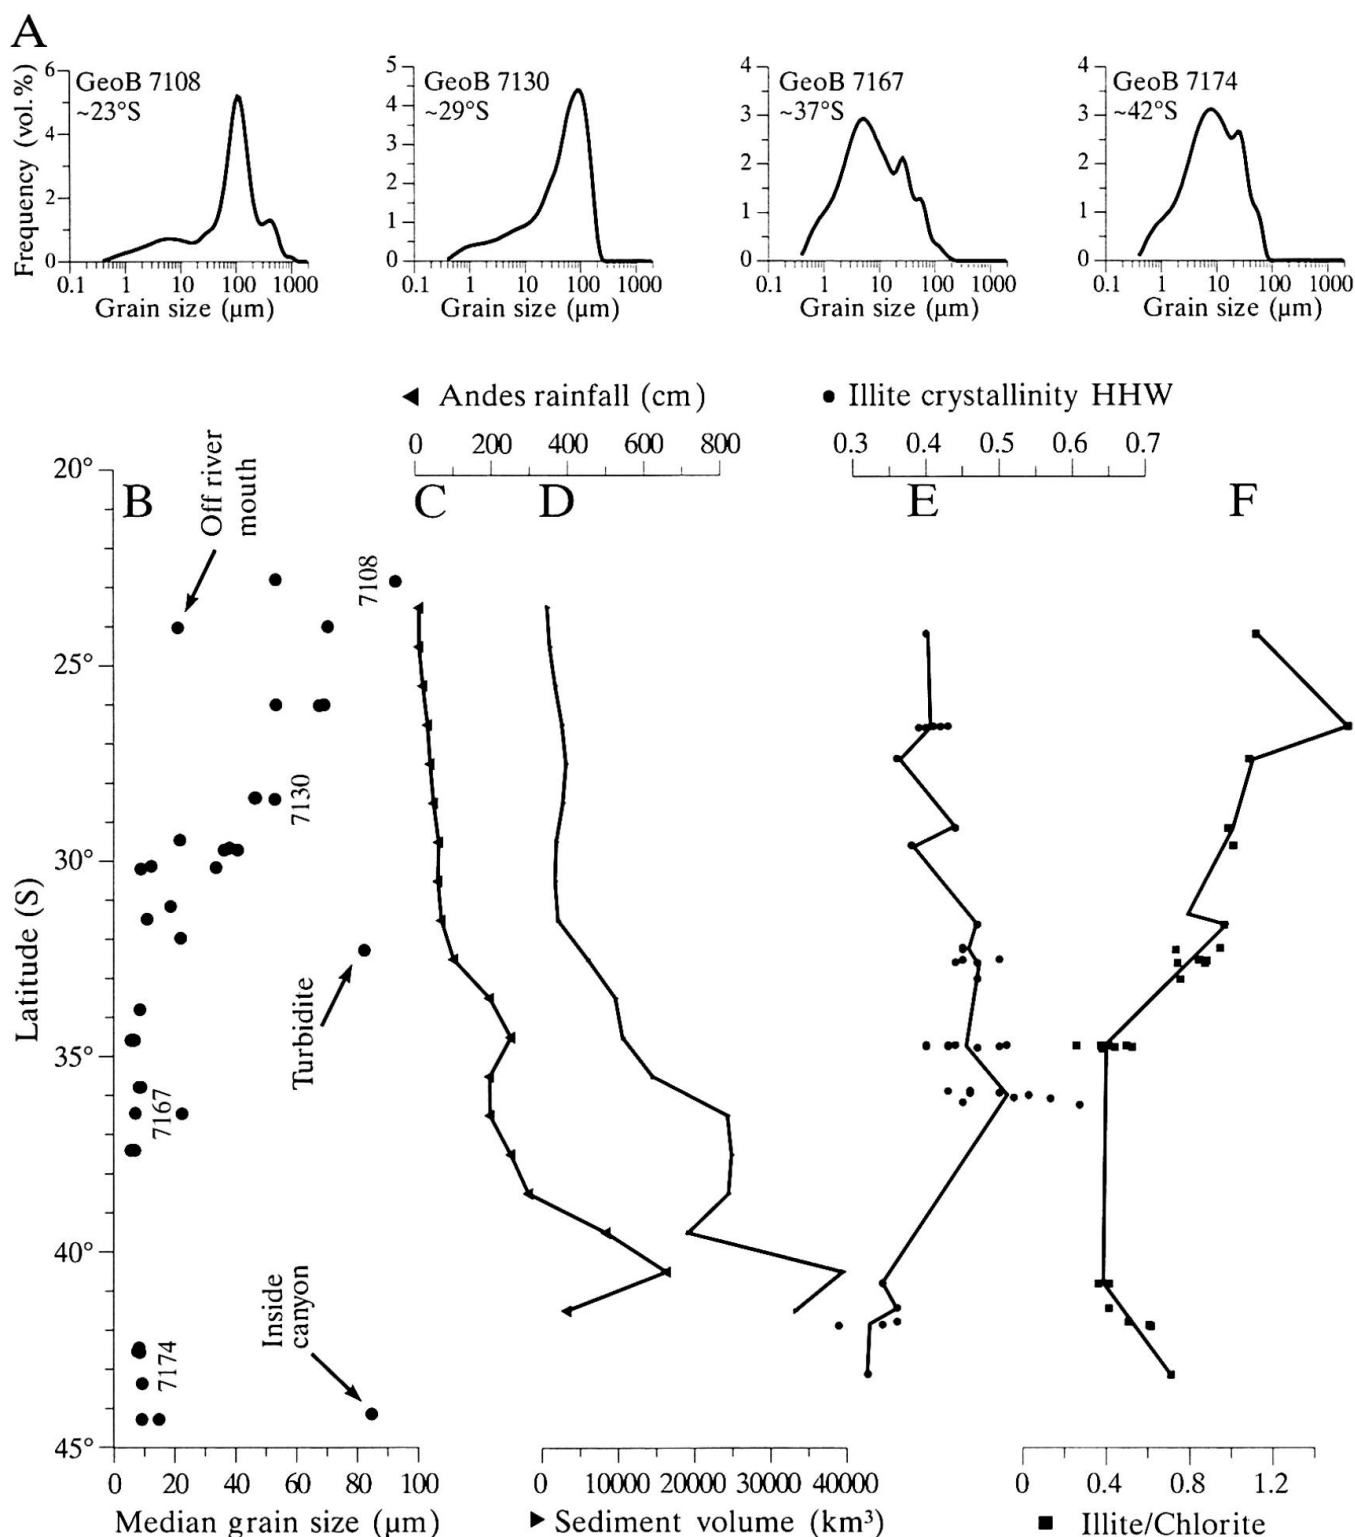 A
GeoB 7108
~23°S
GeoB 7130
~29°S
GeoB 7167
~37°S
GeoB 7174
~42°S
Frequency (vol.%)
6
4
2
0
5
4
3
2
1
0
4
3
2
1
0
4
3
2
1
0
0.1 1 10 100 1000
0.1 1 10 100 1000
0.1 1 10 100 1000
0.1 1 10 100 1000
Grain size (µm)
Grain size (µm)
Grain size (µm)
Grain size (µm)
Andes rainfall (cm)
Illite crystallinity HHW
0 200 400 600 800
0.3 0.4 0.5 0.6 0.7
B
C
D
E
F
Latitude (S)
20°
25°
30°
35°
40°
45°
Off river
mouth
7108
7130
Turbidite
7167
Inside
canyon
7174
0 20 40 60 80 100
0 10000 20000 30000 40000
0 0.4 0.8 1.2
Median grain size (µm)
Sediment volume (km³)
Illite/Chlorite